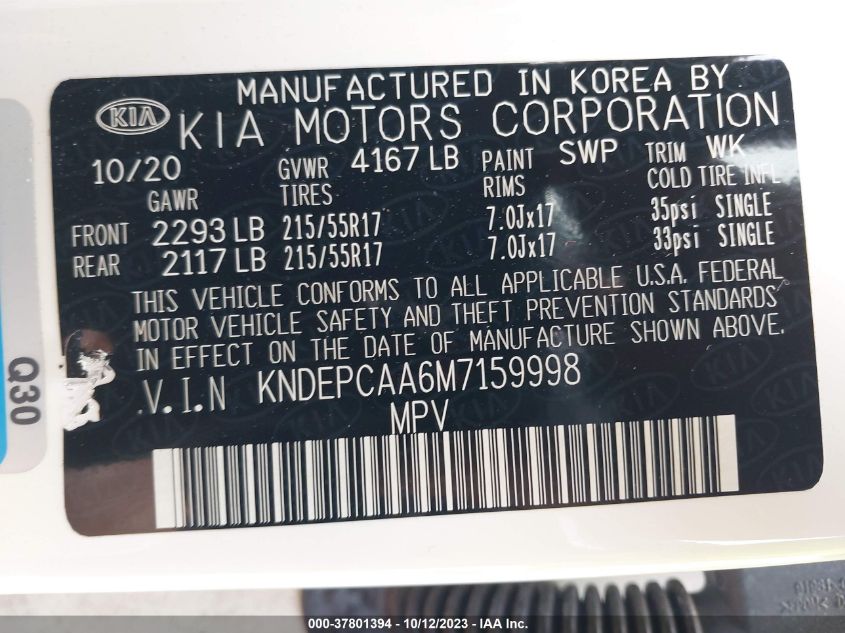 MANUFACTURED IN KOREA BY
KIA KIA MOTORS CORPORATION
10/20 GVWR 4167 LB PAINT SWP TRIM WK
GAWR TIRES RIMS COLD TIRE INFL
FRONT 2293 LB 215/55R17 7.0Jx17 35psi SINGLE
REAR 2117 LB 215/55R17 7.0Jx17 33psi SINGLE
THIS VEHICLE CONFORMS TO ALL APPLICABLE U.S.A. FEDERAL
MOTOR VEHICLE SAFETY AND THEFT PREVENTION STANDARDS
IN EFFECT ON THE DATE OF MANUFACTURE SHOWN ABOVE.
V.I.N KNDEPCAA6M7159998
MPV
Q30
000-37801394 - 10/12/2023 - IAA Inc.